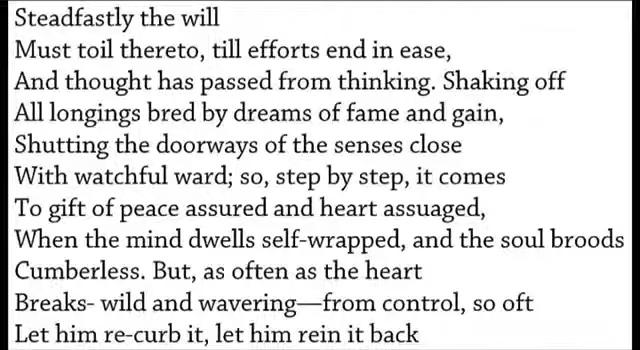 Steadfastly the will
Must toil thereto, till efforts end in ease,
And thought has passed from thinking. Shaking off
All longings bred by dreams of fame and gain,
Shutting the doorways of the senses close
With watchful ward; so, step by step, it comes
To gift of peace assured and heart assuaged,
When the mind dwells self-wrapped, and the soul broods
Cumberless. But, as often as the heart
Breaks- wild and wavering—from control, so oft
Let him re-curb it, let him rein it back